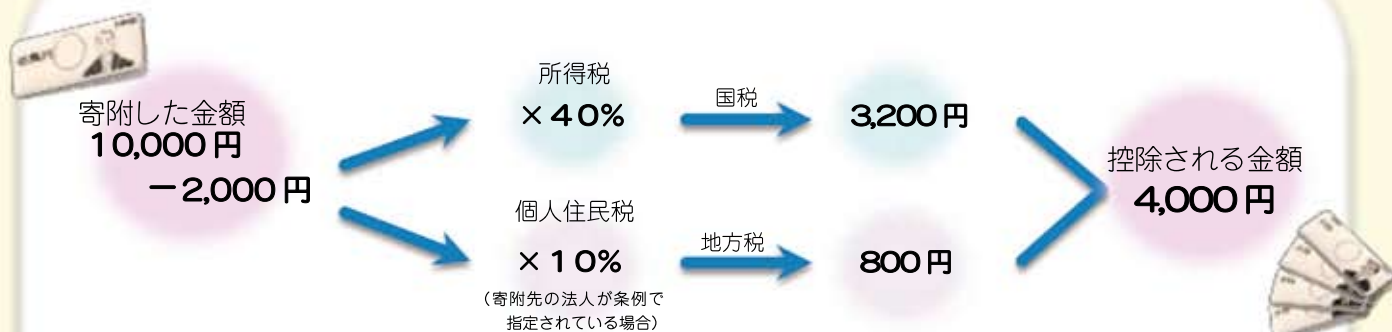 寄附した金額
10,000円
−2,000円
所得税
×40%
国税
3,200円
個人住民税
×10%
(寄附先の法人が条例で
指定されている場合)
地方税
800円
控除される金額
4,000円